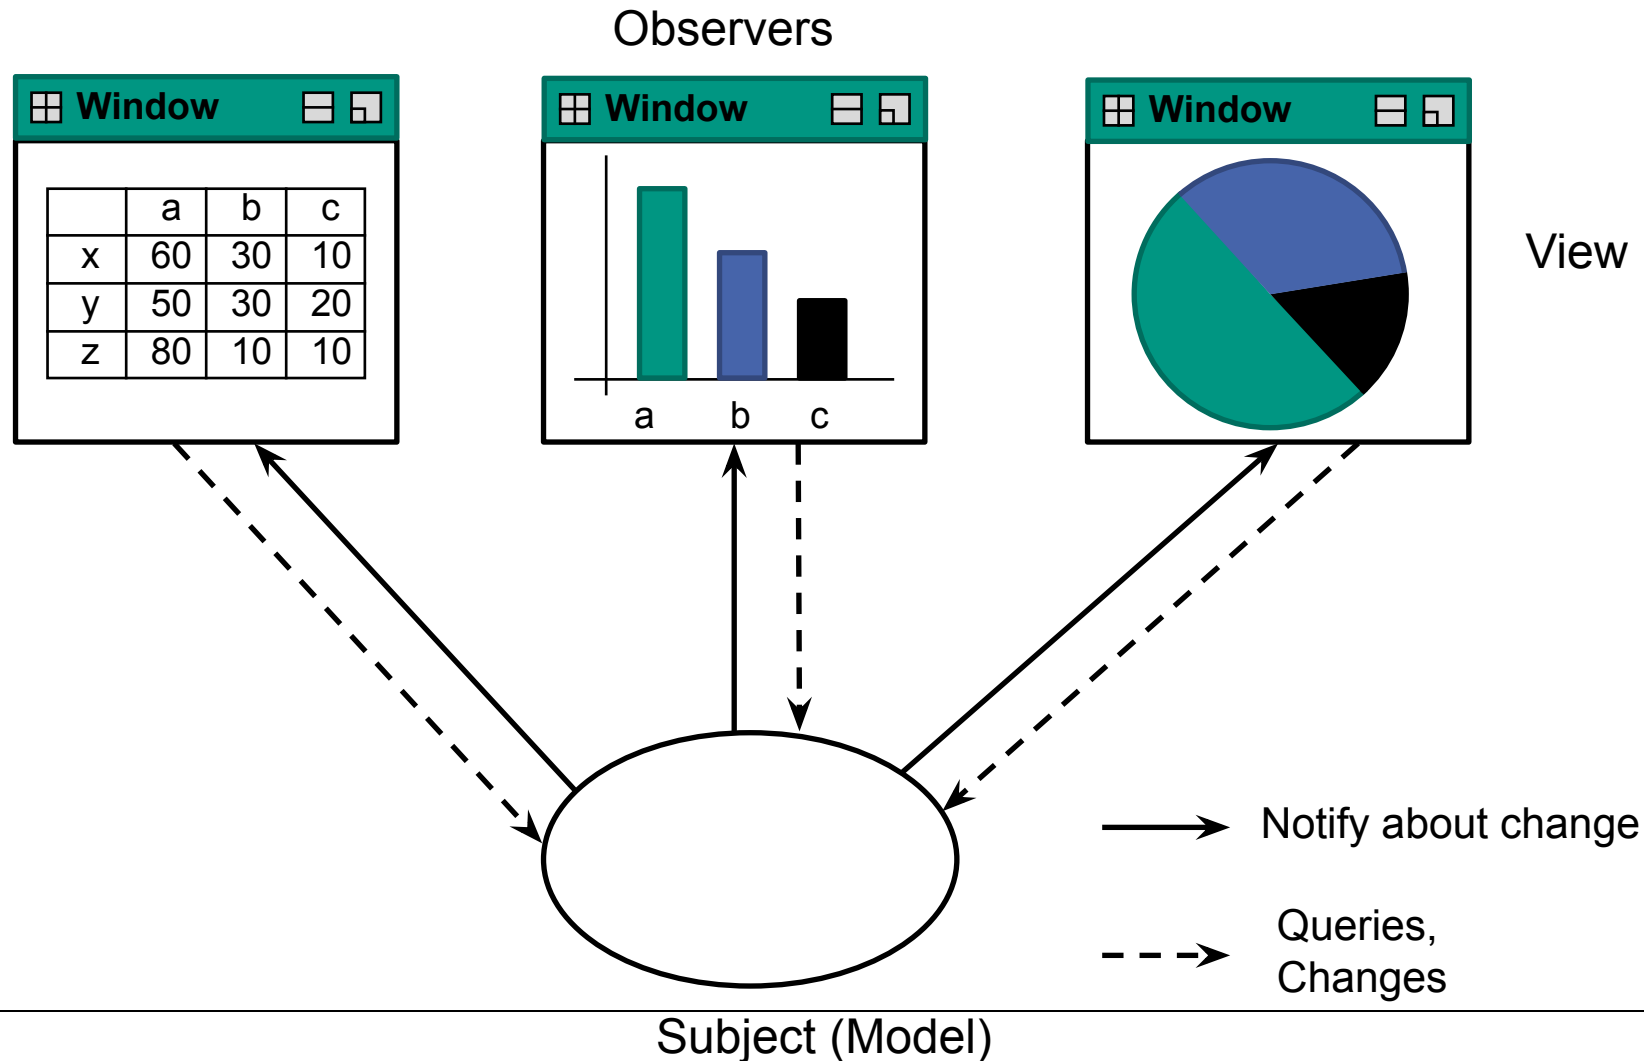 Observers
Window
Window
Window
a b c
x 60 30 10
y 50 30 20
z 80 10 10
a b c
View
Notify about change
Queries,
Changes
Subject (Model)